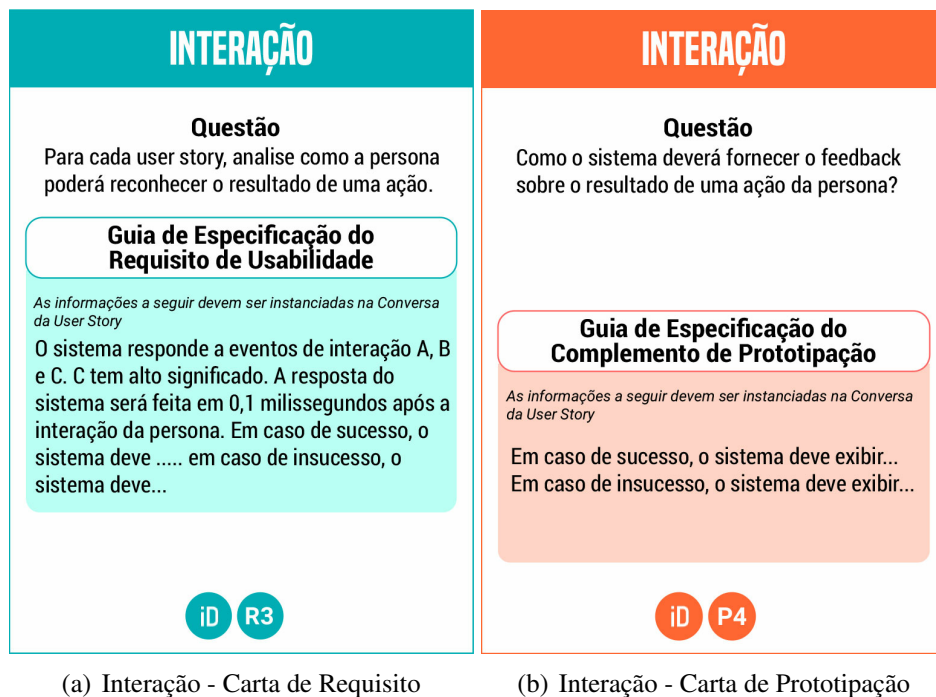 INTERAÇÃO
Questão
Para cada user story, analise como a persona
poderá reconhecer o resultado de uma ação.
Guia de Especificação do
Requisito de Usabilidade
As informações a seguir devem ser instanciadas na Conversa
da User Story
O sistema responde a eventos de interação A, B
e C. C tem alto significado. A resposta do
sistema será feita em 0,1 milissegundos após a
interação da persona. Em caso de sucesso, o
sistema deve ..... em caso de insucesso, o
sistema deve...
iD R3
(a) Interação - Carta de Requisito
INTERAÇÃO
Questão
Como o sistema deverá fornecer o feedback
sobre o resultado de uma ação da persona?
Guia de Especificação do
Complemento de Prototipação
As informações a seguir devem ser instanciadas na Conversa
da User Story
Em caso de sucesso, o sistema deve exibir...
Em caso de insucesso, o sistema deve exibir...
iD P4
(b) Interação - Carta de Prototipação